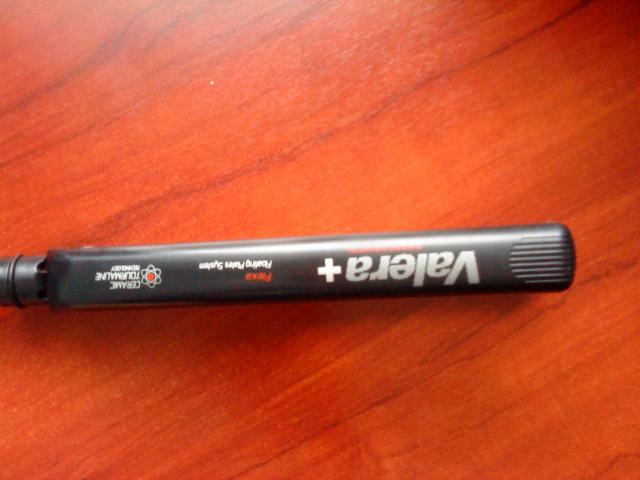 Valera+
Flexa
Floating Plates System
CERAMIC
TOURMALINE
TECHNOLOGY